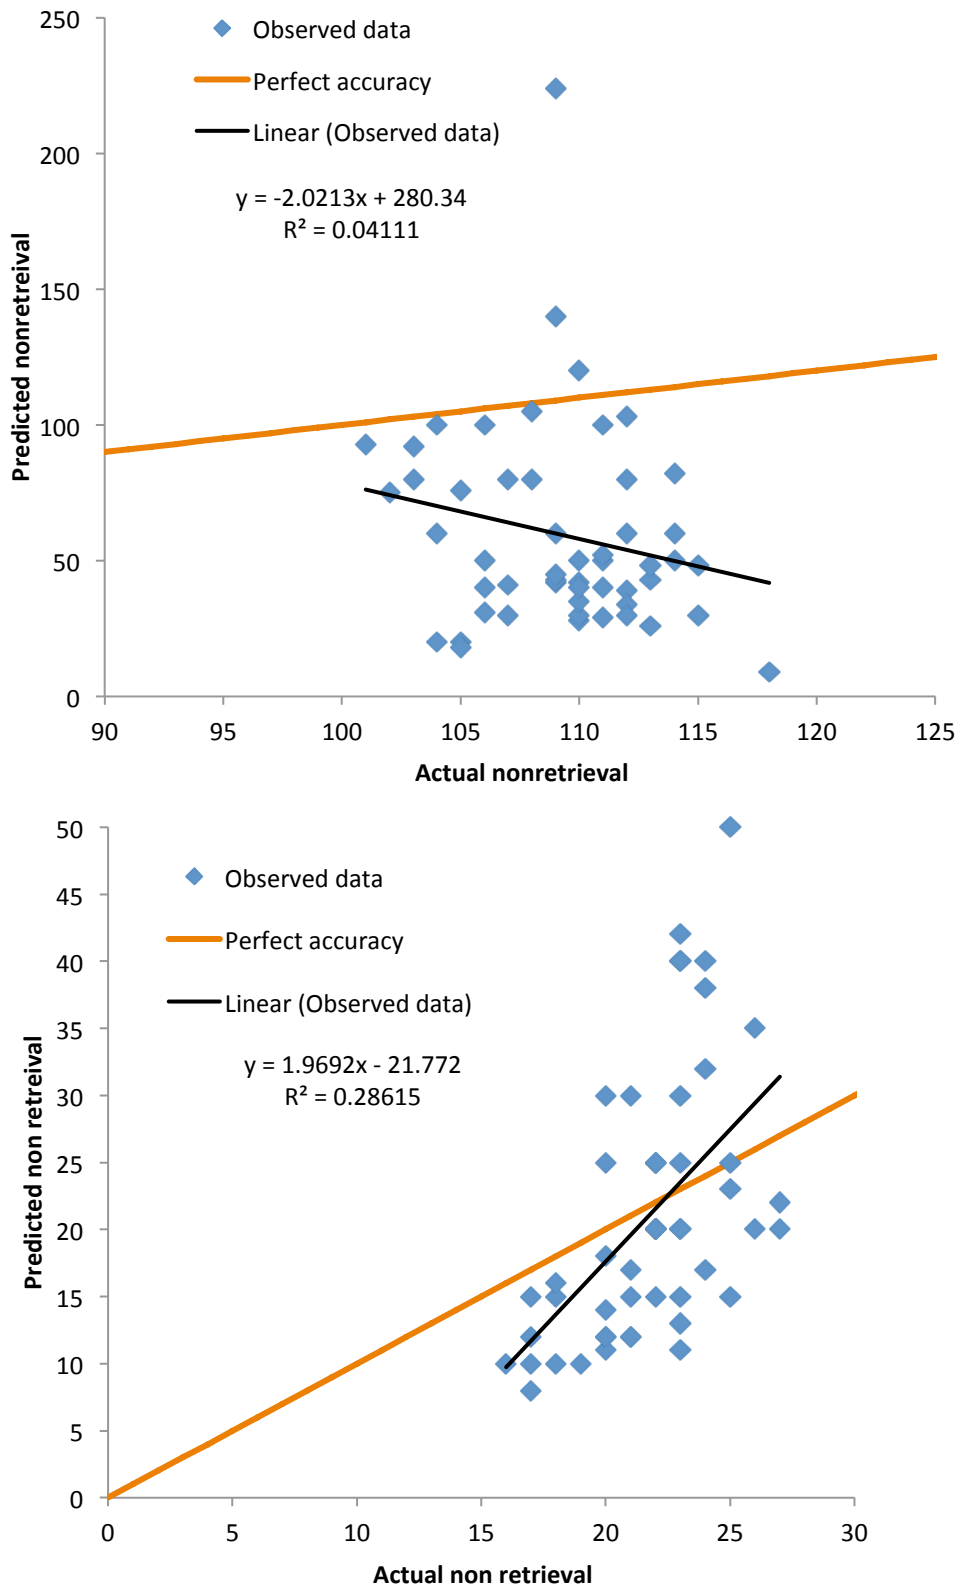 250
200
150
100
50
0
Predicted nonretreival
Observed data
Perfect accuracy
Linear (Observed data)
y = -2.0213x + 280.34
R² = 0.04111
90 95 100 105 110 115 120 125
Actual nonretrieval
50
45
40
35
30
25
20
15
10
5
0
Predicted non retreival
Observed data
Perfect accuracy
Linear (Observed data)
y = 1.9692x - 21.772
R² = 0.28615
0 5 10 15 20 25 30
Actual non retrieval